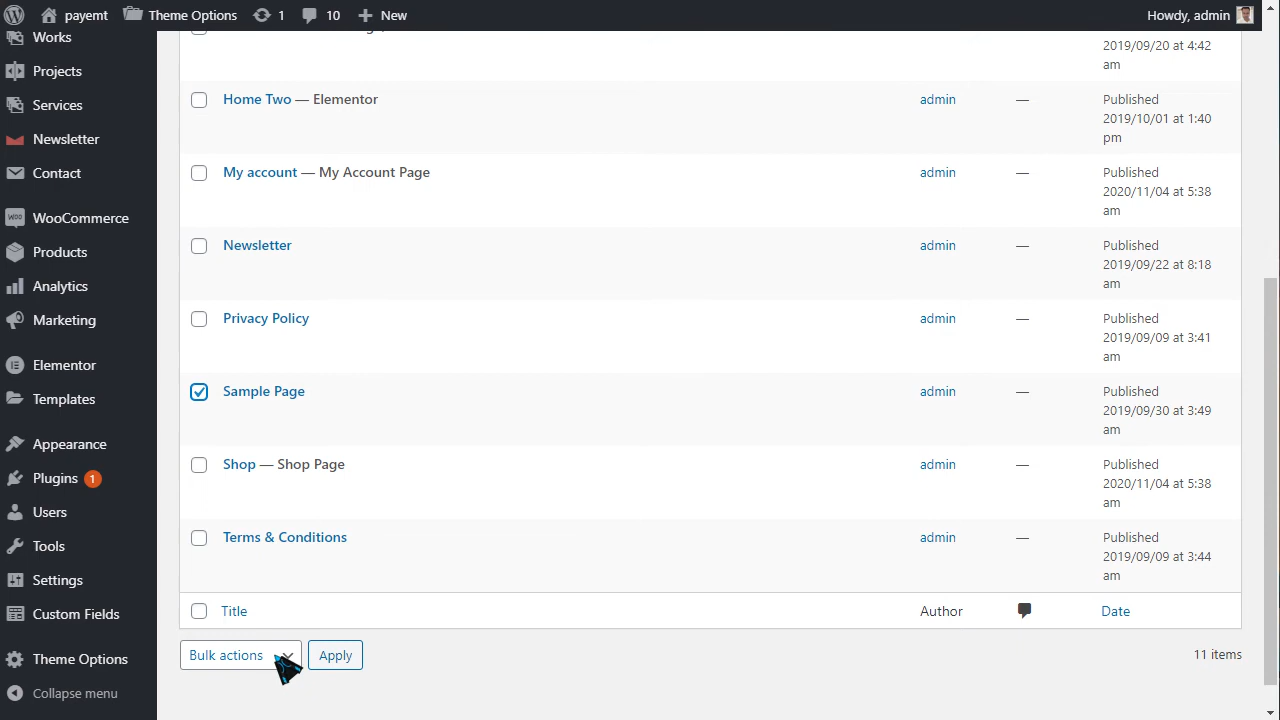 payemt
Theme Options
1
10
New
Howdy, admin
Works
Projects
Services
Newsletter
Contact
WooCommerce
Products
Analytics
Marketing
Elementor
Templates
Appearance
Plugins 1
Users
Tools
Settings
Custom Fields
Theme Options
Collapse menu
2019/09/20 at 4:42
am
Home Two — Elementor
admin
—
Published
2019/10/01 at 1:40
pm
My account — My Account Page
admin
—
Published
2020/11/04 at 5:38
am
Newsletter
admin
—
Published
2019/09/22 at 8:18
am
Privacy Policy
admin
—
Published
2019/09/09 at 3:41
am
Sample Page
admin
—
Published
2019/09/30 at 3:49
am
Shop — Shop Page
admin
—
Published
2020/11/04 at 5:38
am
Terms & Conditions
admin
—
Published
2019/09/09 at 3:44
am
Title
Author
Date
Bulk actions
Apply
11 items